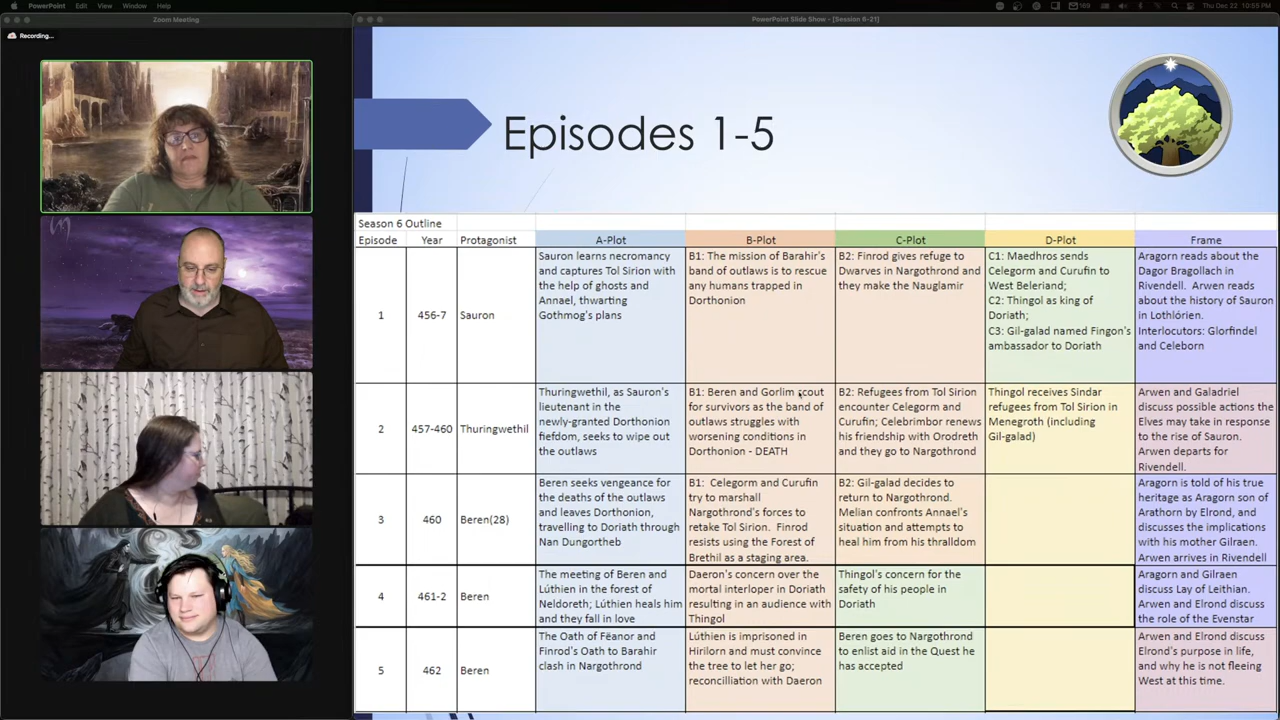 Edit View Window Help
169
Thu Dec 22 10:55 PM
Zoom Meeting
PowerPoint Slide Show - [Session 6-21]
Recording...
Episodes 1-5
Season 6 Outline
Episode Year Protagonist A-Plot B-Plot C-Plot D-Plot Frame
1
456-7
Sauron
Sauron learns necromancy
and captures Tol Sirion with
the help of ghosts and
Annael, thwarting
Gothmog's plans
B1: The mission of Barahir's
band of outlaws is to rescue
any humans trapped in
Dorthonion
B2: Finrod gives refuge to
Dwarves in Nargothrond and
they make the Nauglamir
C1: Maedhros sends
Celegorm and Curufin to
West Beleriand;
C2: Thingol as king of
Doriath;
C3: Gil-galad named Fingon's
ambassador to Doriath
Aragorn reads about the
Dagor Bragollach in
Rivendell. Arwen reads
about the history of Sauron
in Lothlórien.
Interlocutors: Glorfindel
and Celeborn
2
457-460
Thuringwethil
Thuringwethil, as Sauron's
lieutenant in the
newly-granted Dorthonion
fiefdom, seeks to wipe out
the outlaws
B1: Beren and Gorlim scout
for survivors as the band of
outlaws struggles with
worsening conditions in
Dorthonion - DEATH
B2: Refugees from Tol Sirion
encounter Celegorm and
Curufin; Celebrimbor renews
his friendship with Orodreth
and they go to Nargothrond
Thingol receives Sindar
refugees from Tol Sirion in
Menegroth (including
Gil-galad)
Arwen and Galadriel
discuss possible actions the
Elves may take in response
to the rise of Sauron.
Arwen departs for
Rivendell.
3
460
Beren(28)
Beren seeks vengeance for
the deaths of the outlaws
and leaves Dorthonion,
travelling to Doriath through
Nan Dungortheb
B1: Celegorm and Curufin
try to marshall
Nargothrond's forces to
retake Tol Sirion. Finrod
resists using the Forest of
Brethil as a staging area.
B2: Gil-galad decides to
return to Nargothrond.
Melian confronts Annael's
situation and attempts to
heal him from his thralldom
Aragorn is told of his true
heritage as Aragorn son of
Arathorn by Elrond, and
discusses the implications
with his mother Gilraen.
Arwen arrives in Rivendell
4
461-2
Beren
The meeting of Beren and
Lúthien in the forest of
Neldoreth; Lúthien heals him
and they fall in love
Daeron's concern over the
mortal interloper in Doriath
resulting in an audience with
Thingol
Thingol's concern for the
safety of his people in
Doriath
Aragorn and Gilraen
discuss Lay of Leithian.
Arwen and Elrond discuss
the role of the Evenstar
5
462
Beren
The Oath of Fëanor and
Finrod's Oath to Barahir
clash in Nargothrond
Lúthien is imprisoned in
Hirilorn and must convince
the tree to let her go;
reconcilliation with Daeron
Beren goes to Nargothrond
to enlist aid in the Quest he
has accepted
Arwen and Elrond discuss
Elrond's purpose in life,
and why he is not fleeing
West at this time.